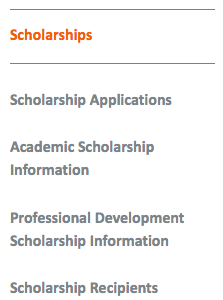 Scholarships
Scholarship Applications
Academic Scholarship
Information
Professional Development
Scholarship Information
Scholarship Recipients